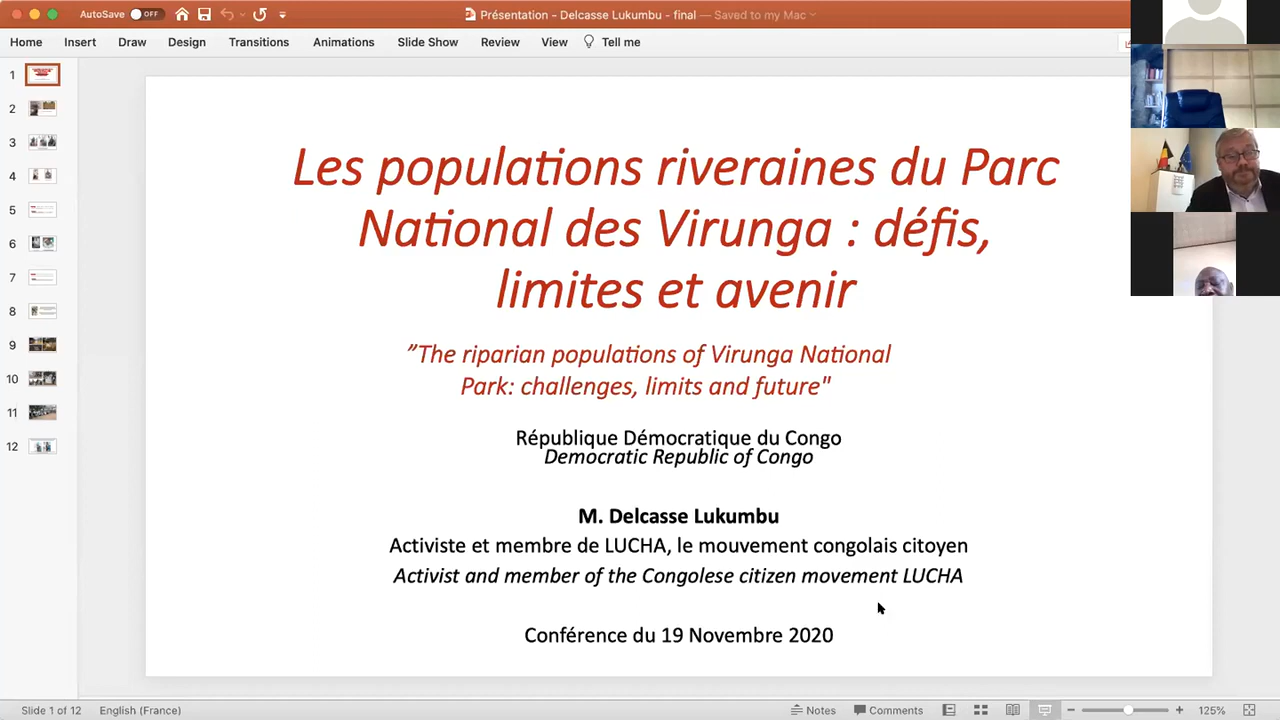 AutoSave OFF
Présentation - Delcasse Lukumbu - final — Saved to my Mac
Home Insert Draw Design Transitions Animations Slide Show Review View Tell me
1
2
3
4
5
6
7
8
9
10
11
12
Les populations riveraines du Parc
National des Virunga : défis,
limites et avenir
”The riparian populations of Virunga National
Park: challenges, limits and future"
République Démocratique du Congo
Democratic Republic of Congo
M. Delcasse Lukumbu
Activiste et membre de LUCHA, le mouvement congolais citoyen
Activist and member of the Congolese citizen movement LUCHA
Conférence du 19 Novembre 2020
Slide 1 of 12 English (France) Notes Comments 125%